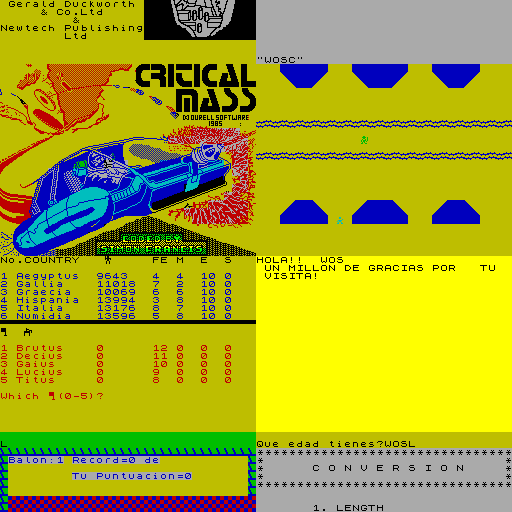 Gerald Duckworth
& Co.Ltd
&
Newtech Publishing
Ltd
"WOSC"
CRITICAL
MASS
(C) DURELL SOFTWARE
1985
CODED BY
SIMON FRANCIS
No.COUNTRY FE M E S
1 Aegyptus 9643 4 4 10 0
2 Gallia 11018 7 2 10 0
3 Graecia 10069 6 6 10 0
4 Hispania 13994 3 8 10 0
5 Italia 13176 8 7 10 0
6 Numidia 13596 5 8 10 0
1 Brutus 0 12 0 0 0
2 Decius 0 11 0 0 0
3 Gaius 0 10 0 0 0
4 Lucius 0 9 0 0 0
5 Titus 0 8 0 0 0
Which (0-5)?
HOLA!! WOS
UN MILLON DE GRACIAS POR TU
VISITA!
Que edad tienes?WOSL
L
Balon:1 Record=0 de
Tu Puntuacion=0
********************************
* *
* CONVERSION *
* *
********************************
1. LENGTH